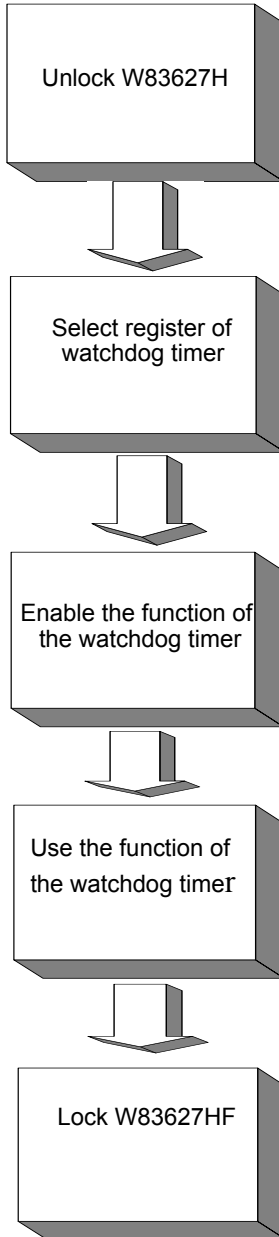 Unlock W83627H
Select register of
watchdog timer
Enable the function of
the watchdog timer
Use the function of
the watchdog timer
Lock W83627HF